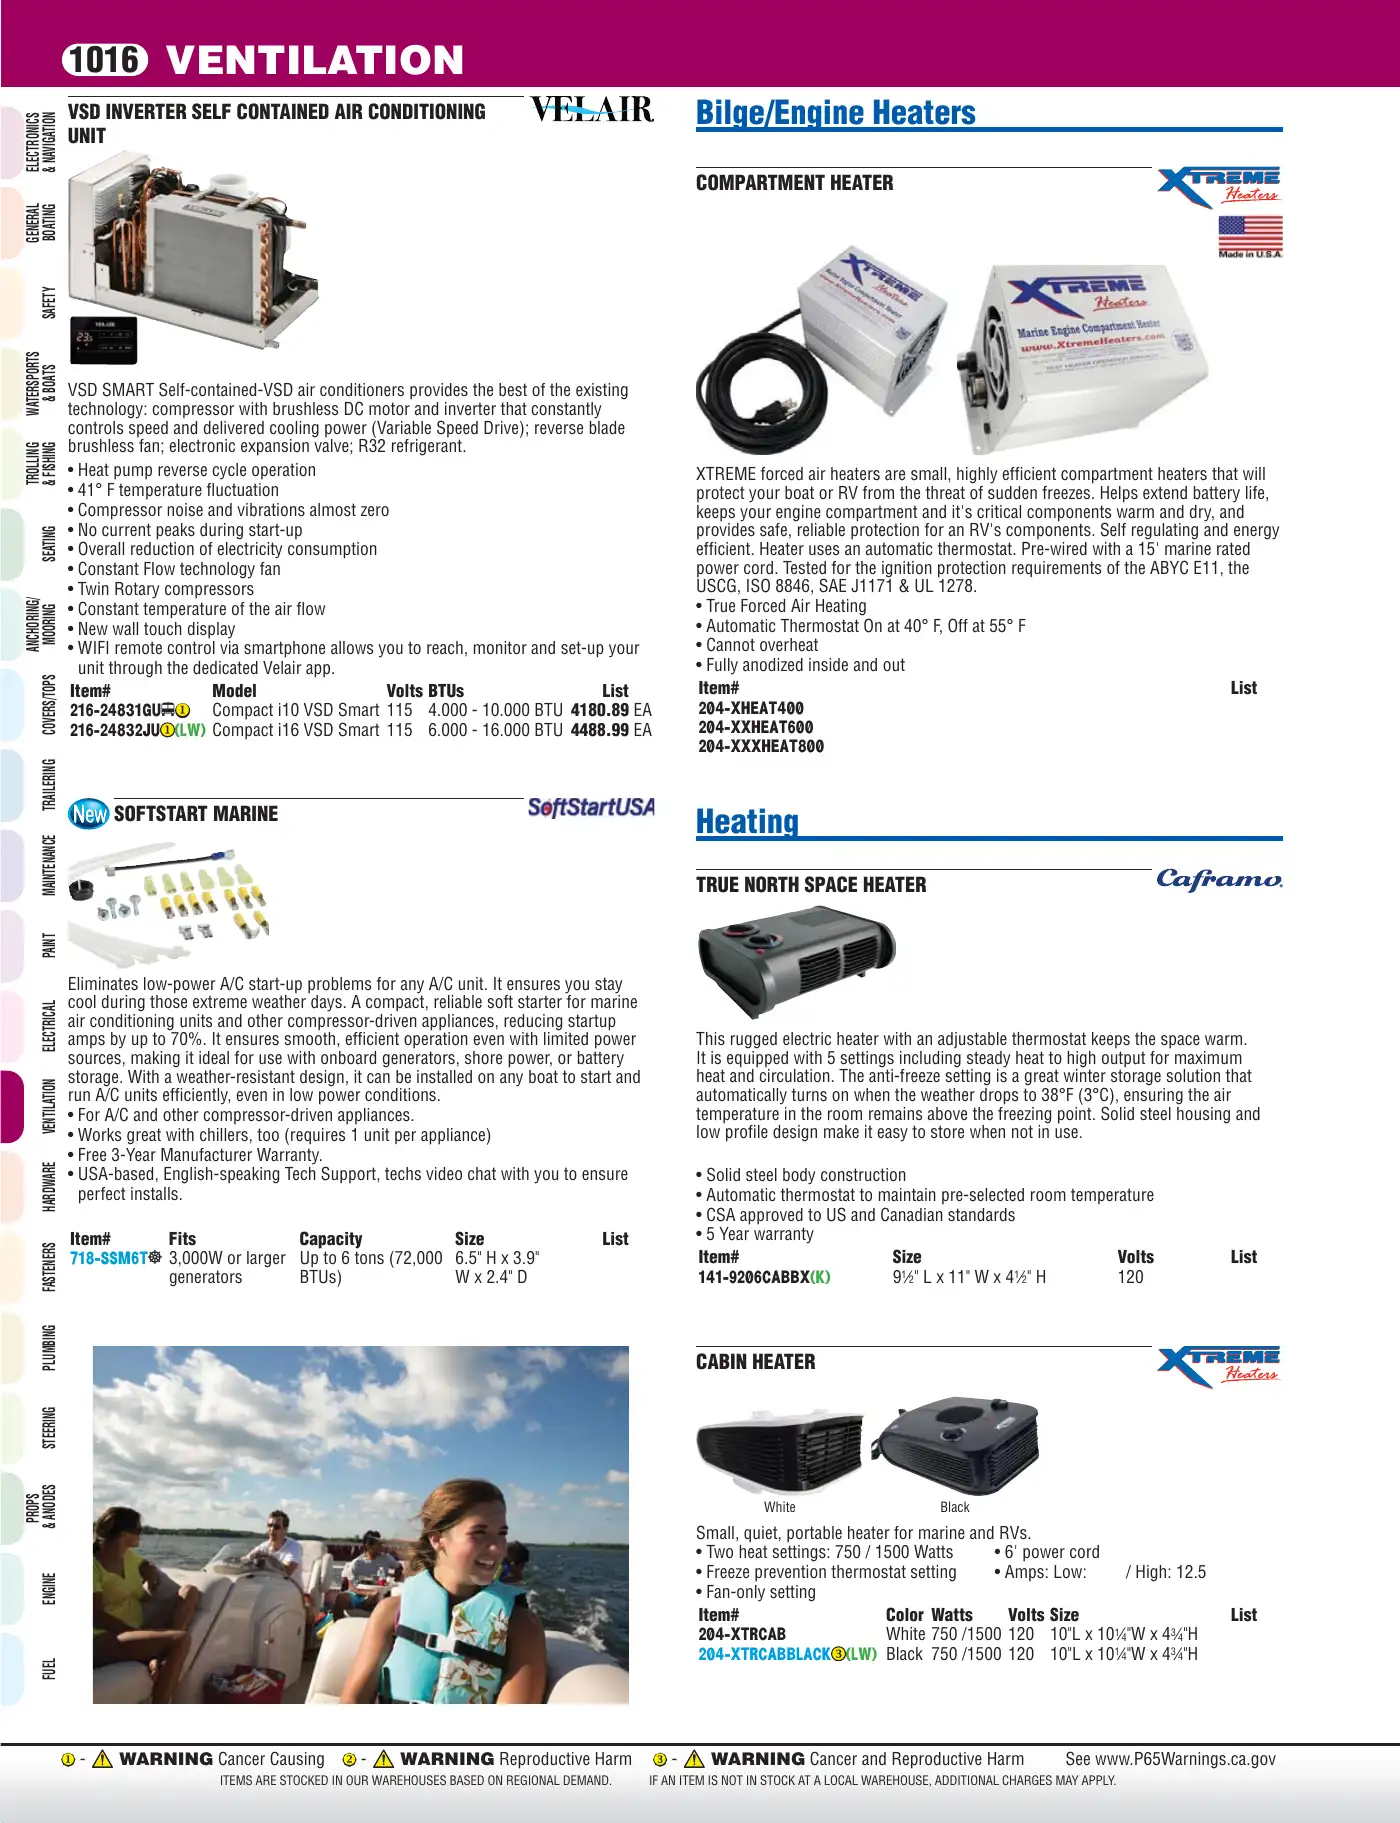 1016 VENTILATION
ELECTRONICS
& NAVIGATION
GENERAL
BOATING
SAFETY
WATERSPORTS
& BOATS
TROLLING
& FISHING
SEATING
ANCHORING/
MOORING
COVERS/TOPS
TRAILERING
MAINTENANCE
PAINT
ELECTRICAL
VENTILATION
HARDWARE
FASTENERS
PLUMBING
STEERING
PROPS
& ANODES
ENGINE
FUEL
VSD INVERTER SELF CONTAINED AIR CONDITIONING
UNIT
VELAIR
VSD SMART Self-contained-VSD air conditioners provides the best of the existing
technology: compressor with brushless DC motor and inverter that constantly
controls speed and delivered cooling power (Variable Speed Drive); reverse blade
brushless fan; electronic expansion valve; R32 refrigerant.
• Heat pump reverse cycle operation
• 41° F temperature fluctuation
• Compressor noise and vibrations almost zero
• No current peaks during start-up
• Overall reduction of electricity consumption
• Constant Flow technology fan
• Twin Rotary compressors
• Constant temperature of the air flow
• New wall touch display
• WIFI remote control via smartphone allows you to reach, monitor and set-up your
unit through the dedicated Velair app.
Item# Model Volts BTUs List
216-24831GU 1 Compact i10 VSD Smart 115 4.000 - 10.000 BTU 4180.89 EA
216-24832JU 1 (LW) Compact i16 VSD Smart 115 6.000 - 16.000 BTU 4488.99 EA
New SOFTSTART MARINE
SoftStartUSA
Eliminates low-power A/C start-up problems for any A/C unit. It ensures you stay
cool during those extreme weather days. A compact, reliable soft starter for marine
air conditioning units and other compressor-driven appliances, reducing startup
amps by up to 70%. It ensures smooth, efficient operation even with limited power
sources, making it ideal for use with onboard generators, shore power, or battery
storage. With a weather-resistant design, it can be installed on any boat to start and
run A/C units efficiently, even in low power conditions.
• For A/C and other compressor-driven appliances.
• Works great with chillers, too (requires 1 unit per appliance)
• Free 3-Year Manufacturer Warranty.
• USA-based, English-speaking Tech Support, techs video chat with you to ensure
perfect installs.
Item# Fits Capacity Size List
718-SSM6T 3,000W or larger Up to 6 tons (72,000 6.5" H x 3.9"
generators BTUs) W x 2.4" D
Bilge/Engine Heaters
COMPARTMENT HEATER
XTREME
Heaters
Made in U.S.A.
XTREME
Heaters
XTREME
Heaters
Marine Engine Compartment Heater
www.XtremeHeaters.com
XTREME forced air heaters are small, highly efficient compartment heaters that will
protect your boat or RV from the threat of sudden freezes. Helps extend battery life,
keeps your engine compartment and it's critical components warm and dry, and
provides safe, reliable protection for an RV's components. Self regulating and energy
efficient. Heater uses an automatic thermostat. Pre-wired with a 15' marine rated
power cord. Tested for the ignition protection requirements of the ABYC E11, the
USCG, ISO 8846, SAE J1171 & UL 1278.
• True Forced Air Heating
• Automatic Thermostat On at 40° F, Off at 55° F
• Cannot overheat
• Fully anodized inside and out
Item# List
204-XHEAT400
204-XXHEAT600
204-XXXHEAT800
Heating
TRUE NORTH SPACE HEATER
Caframo
This rugged electric heater with an adjustable thermostat keeps the space warm.
It is equipped with 5 settings including steady heat to high output for maximum
heat and circulation. The anti-freeze setting is a great winter storage solution that
automatically turns on when the weather drops to 38°F (3°C), ensuring the air
temperature in the room remains above the freezing point. Solid steel housing and
low profile design make it easy to store when not in use.
• Solid steel body construction
• Automatic thermostat to maintain pre-selected room temperature
• CSA approved to US and Canadian standards
• 5 Year warranty
Item# Size Volts List
141-9206CABBX(K) 9½" L x 11" W x 4½" H 120
CABIN HEATER
XTREME
Heaters
White Black
Small, quiet, portable heater for marine and RVs.
• Two heat settings: 750 / 1500 Watts • 6' power cord
• Freeze prevention thermostat setting • Amps: Low: / High: 12.5
• Fan-only setting
Item# Color Watts Volts Size List
204-XTRCAB White 750 /1500 120 10"L x 10¼"W x 4¾"H
204-XTRCABBLACK 3 (LW) Black 750 /1500 120 10"L x 10¼"W x 4¾"H
1 - WARNING Cancer Causing 2 - WARNING Reproductive Harm 3 - WARNING Cancer and Reproductive Harm See www.P65Warnings.ca.gov
ITEMS ARE STOCKED IN OUR WAREHOUSES BASED ON REGIONAL DEMAND. IF AN ITEM IS NOT IN STOCK AT A LOCAL WAREHOUSE, ADDITIONAL CHARGES MAY APPLY.